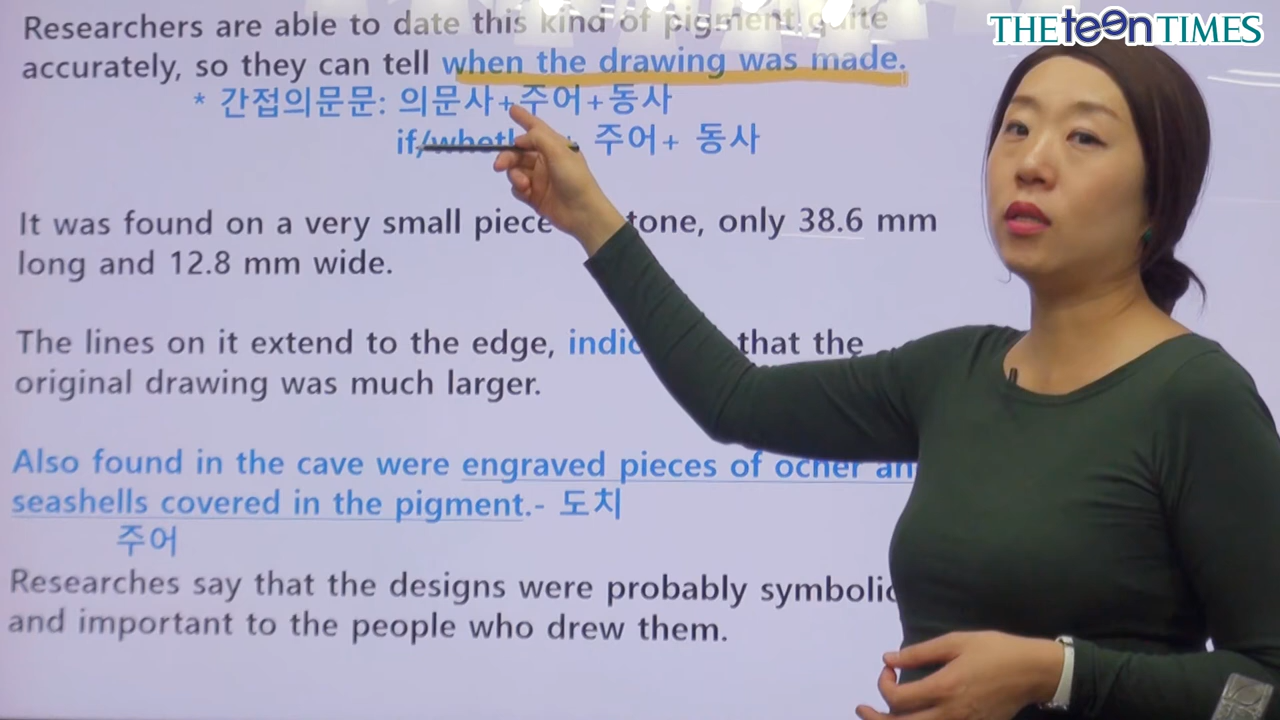 THE teen TIMES
Researchers are able to date this kind of pigment quite
accurately, so they can tell when the drawing was made.
* 간접의문문: 의문사+주어+동사
if/wheth + 주어+ 동사
It was found on a very small piece tone, only 38.6 mm
long and 12.8 mm wide.
The lines on it extend to the edge, indic that the
original drawing was much larger.
Also found in the cave were engraved pieces of ocher an
seashells covered in the pigment.- 도치
주어
Researches say that the designs were probably symbolic
and important to the people who drew them.